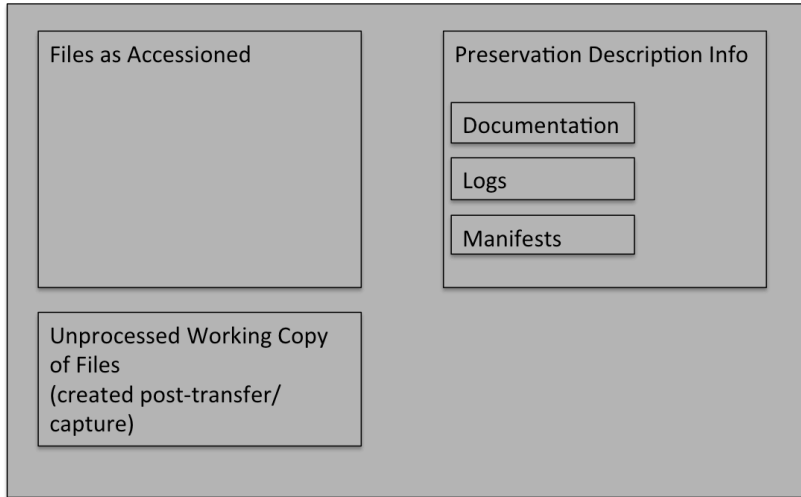 Files as Accessioned
Preservation Description Info
Documentation
Logs
Manifests
Unprocessed Working Copy
of Files
(created post-transfer/
capture)